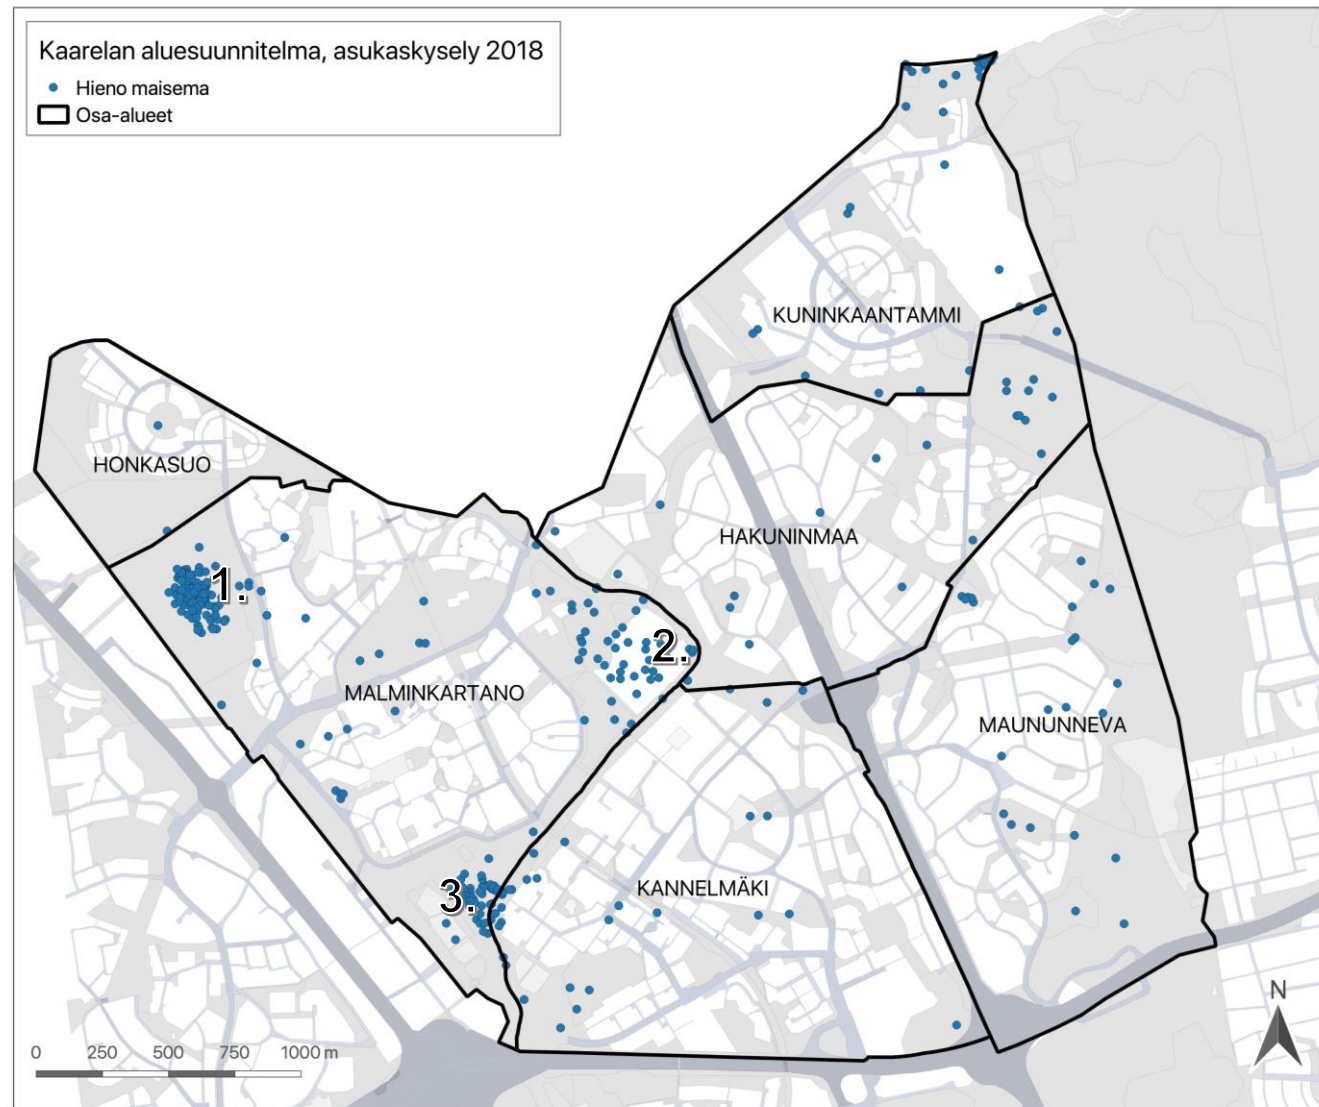 Kaarelan aluesuunnitelma, asukaskysely 2018
Hieno maisema
Osa-alueet
KUNINKAANTAMMI
HONKASUO
HAKUNINMAA
1.
2.
MALMINKARTANO
MAUNUNNEVA
3.
KANNELMÄKI
N
0 250 500 750 1000 m